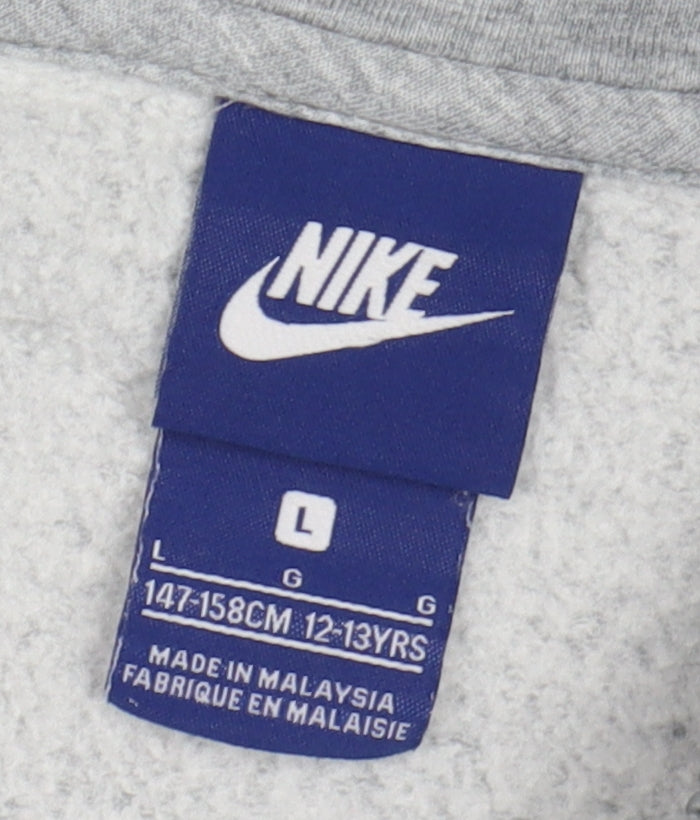 NIKE
L
L G G
147-158CM 12-13YRS
MADE IN MALAYSIA
FABRIQUE EN MALAISIE